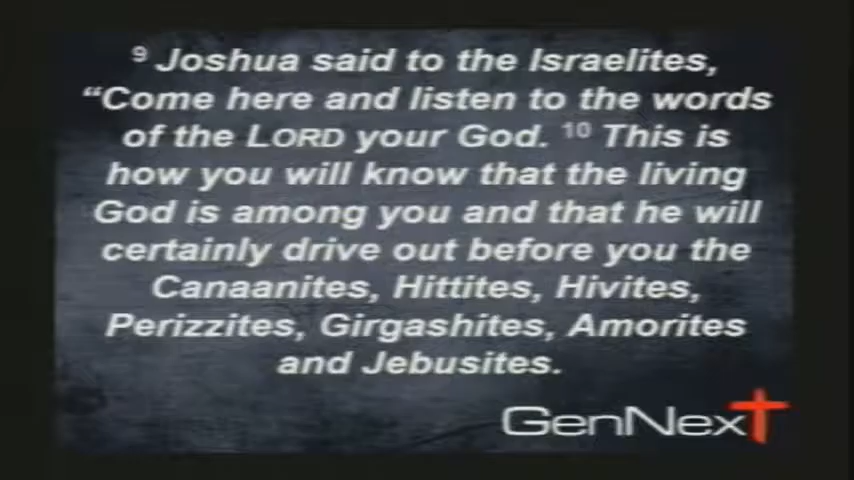 ⁹ Joshua said to the Israelites,
“Come here and listen to the words
of the LORD your God. ¹⁰ This is
how you will know that the living
God is among you and that he will
certainly drive out before you the
Canaanites, Hittites, Hivites,
Perizzites, Girgashites, Amorites
and Jebusites.
GenNext